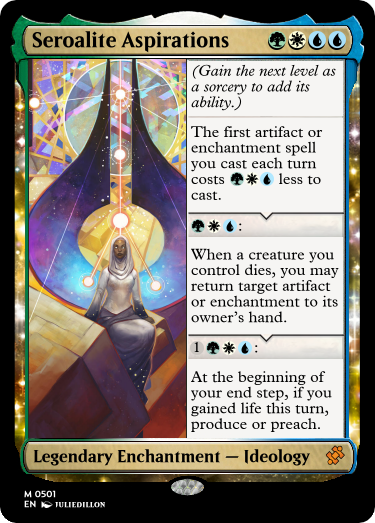 Seroalite Aspirations
(Gain the next level as
a sorcery to add its
ability.)
The first artifact or
enchantment spell
you cast each turn
costs less to
cast.
:
When a creature you
control dies, you may
return target artifact
or enchantment to its
owner's hand.
1 :
At the beginning of
your end step, if you
gained life this turn,
produce or preach.
Legendary Enchantment — Ideology
M 0501
EN JULIEDILLON